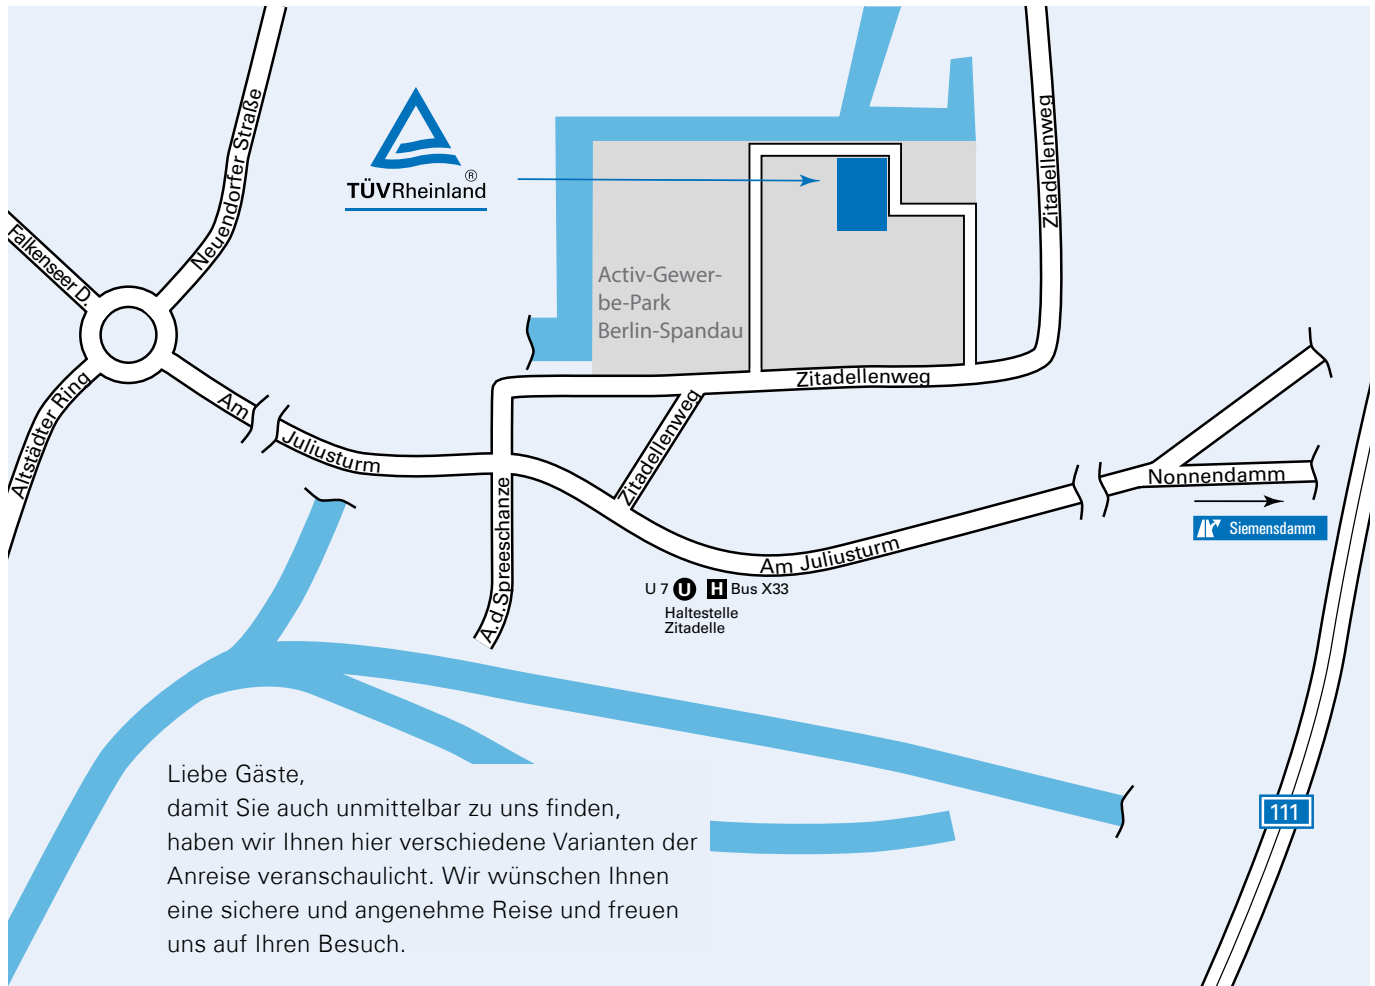 Neuendorfer Straße
Falkenseer D.
Altstädter Ring
TÜVRheinland
®
Activ-Gewer-
be-Park
Berlin-Spandau
Zitadellenweg
Zitadellenweg
Zitadellenweg
Am
Juliusturm
A.d.Spreeschanze
Am Juliusturm
Nonnendamm
Siemensdamm
U 7 U H Bus X33
Haltestelle
Zitadelle
111
Liebe Gäste,
damit Sie auch unmittelbar zu uns finden,
haben wir Ihnen hier verschiedene Varianten der
Anreise veranschaulicht. Wir wünschen Ihnen
eine sichere und angenehme Reise und freuen
uns auf Ihren Besuch.